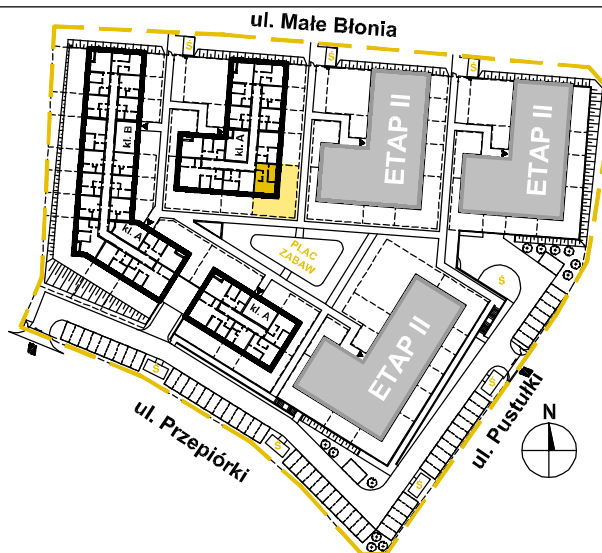 ul. Małe Błonia
Ś
Ś
Ś
kl. B
kl. A
ETAP II
ETAP II
kl. A
PLAC
ZABAW
Ś
kl. A
ETAP II
Ś
Ś
Ś
Ś
ul. Przepiórki
ul. Pustułki
N